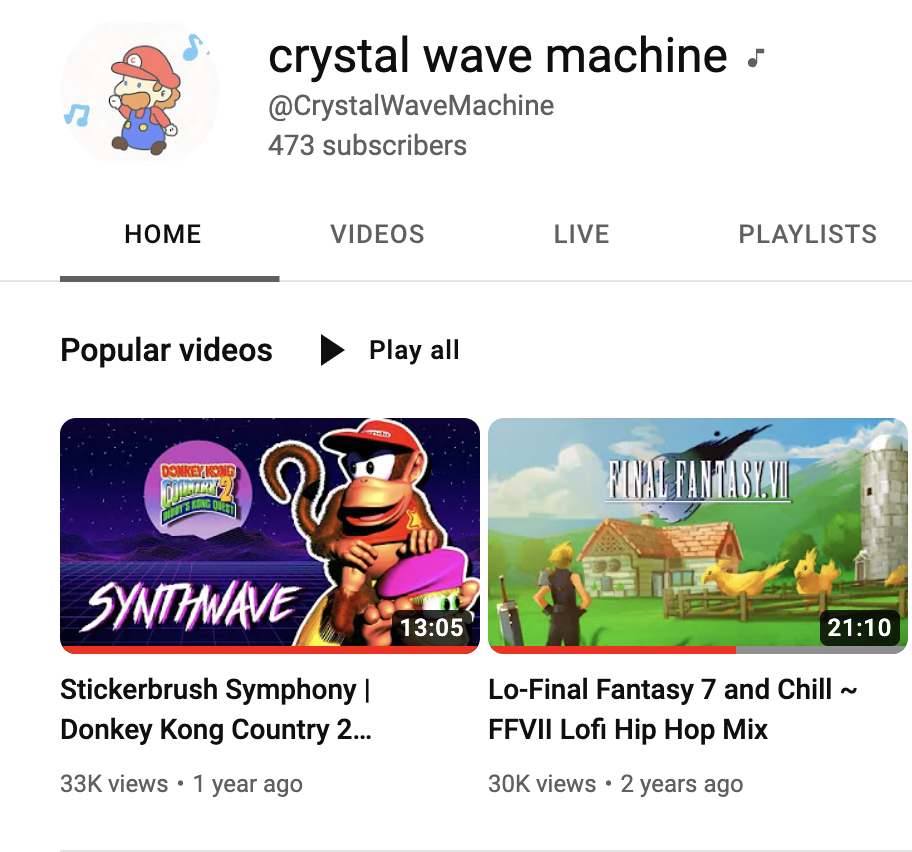 crystal wave machine
@CrystalWaveMachine
473 subscribers
HOME VIDEOS LIVE PLAYLISTS
Popular videos Play all
DONKEY KONG
COUNTRY 2
DIDDY'S KONG QUEST
Nintendo
SYNTHWAVE
13:05
FINAL FANTASY VII
21:10
Stickerbrush Symphony |
Donkey Kong Country 2...
33K views • 1 year ago
Lo-Final Fantasy 7 and Chill ~
FFVII Lofi Hip Hop Mix
30K views • 2 years ago